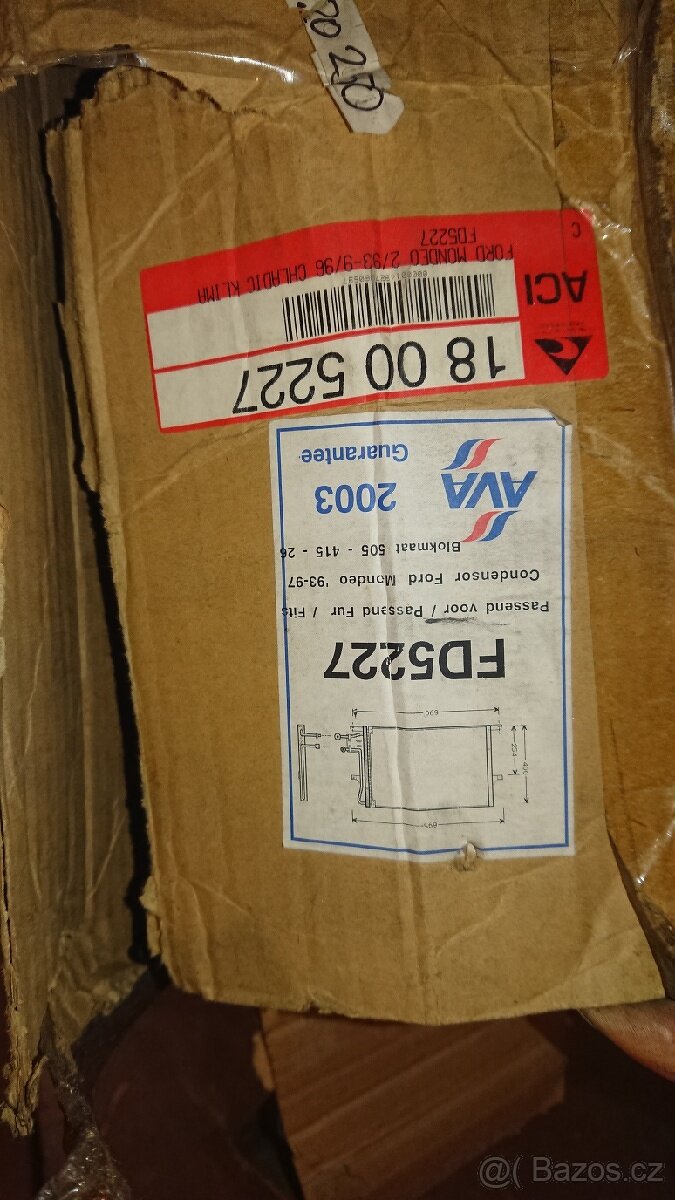 18 00 5227
ACI
FORD MONDEO 2/93-9/96 CHLADIC KLIMA
FD5227
C
AVA
2003
Guarantee
Blokmaat 505 - 415 - 26
Condensor Ford Mondeo '93-97
Passend voor / Passend Fur / Fits
FD5227
250
@( Bazos.cz